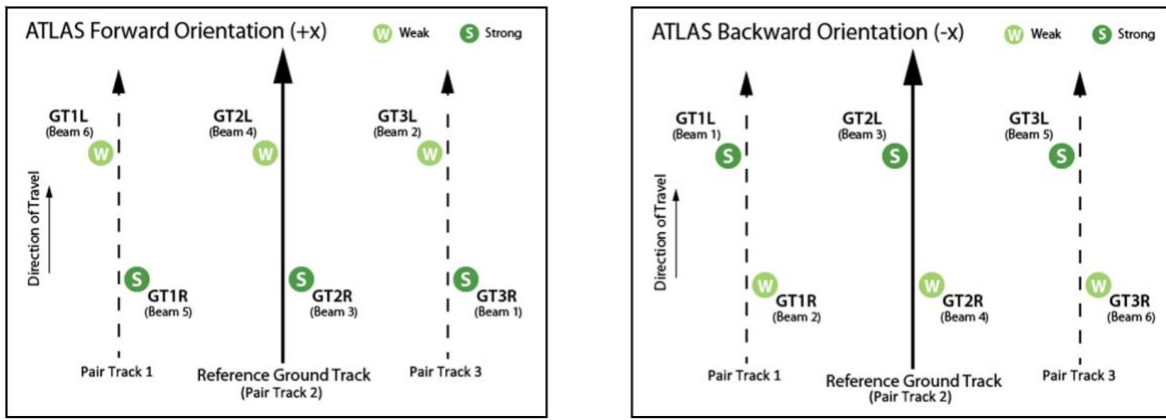 ATLAS Forward Orientation (+x)
W Weak
S Strong
GT1L
(Beam 6)
W
GT2L
(Beam 4)
W
GT3L
(Beam 2)
W
Direction of Travel
S
GT1R
(Beam 5)
S
GT2R
(Beam 3)
S
GT3R
(Beam 1)
Pair Track 1
Reference Ground Track
(Pair Track 2)
Pair Track 3
ATLAS Backward Orientation (-x)
W Weak
S Strong
GT1L
(Beam 1)
S
GT2L
(Beam 3)
S
GT3L
(Beam 5)
S
Direction of Travel
W
GT1R
(Beam 2)
W
GT2R
(Beam 4)
W
GT3R
(Beam 6)
Pair Track 1
Reference Ground Track
(Pair Track 2)
Pair Track 3